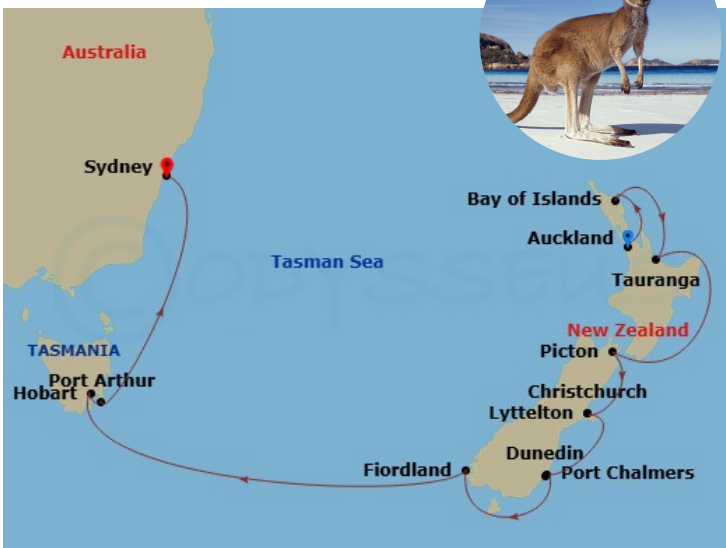 Australia
Sydney
Bay of Islands
Auckland
Tasman Sea
Tauranga
New Zealand
TASMANIA
Picton
Port Arthur
Hobart
Christchurch
Lyttelton
Dunedin
Fiordland
Port Chalmers
©ODYSSEUS